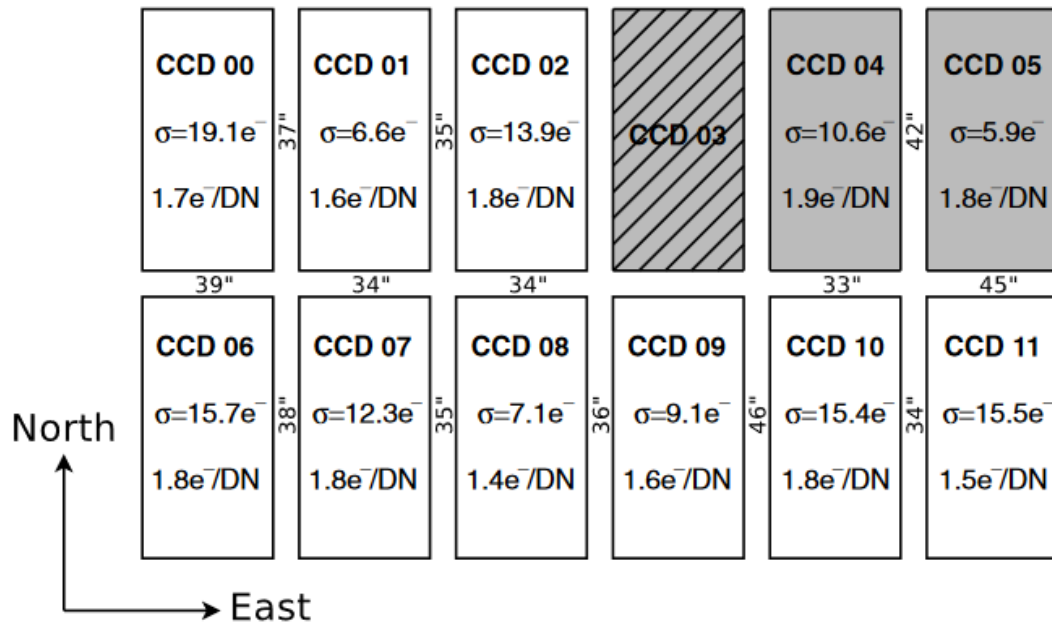 CCD 00 CCD 01 CCD 02 CCD 03 CCD 04 CCD 05
σ=19.1e⁻ 37" σ=6.6e⁻ 35" σ=13.9e⁻ σ=10.6e⁻ 42" σ=5.9e⁻
1.7e⁻/DN 1.6e⁻/DN 1.8e⁻/DN 1.9e⁻/DN 1.8e⁻/DN
39" 34" 34" 33" 45"
CCD 06 CCD 07 CCD 08 CCD 09 CCD 10 CCD 11
σ=15.7e⁻ 38" σ=12.3e⁻ 35" σ=7.1e⁻ 36" σ=9.1e⁻ 46" σ=15.4e⁻ 34" σ=15.5e⁻
1.8e⁻/DN 1.8e⁻/DN 1.4e⁻/DN 1.6e⁻/DN 1.8e⁻/DN 1.5e⁻/DN
North
East